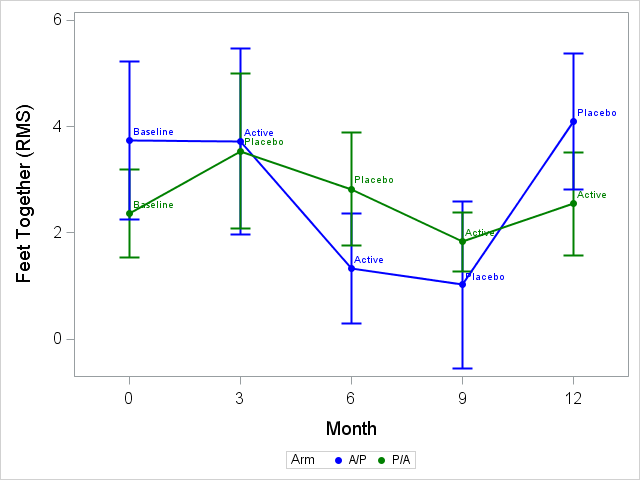 6
4
2
0
Feet Together (RMS)
Baseline
Active
Placebo
Placebo
Placebo
Baseline
Active
Active
Active
Placebo
0 3 6 9 12
Month
Arm A/P P/A